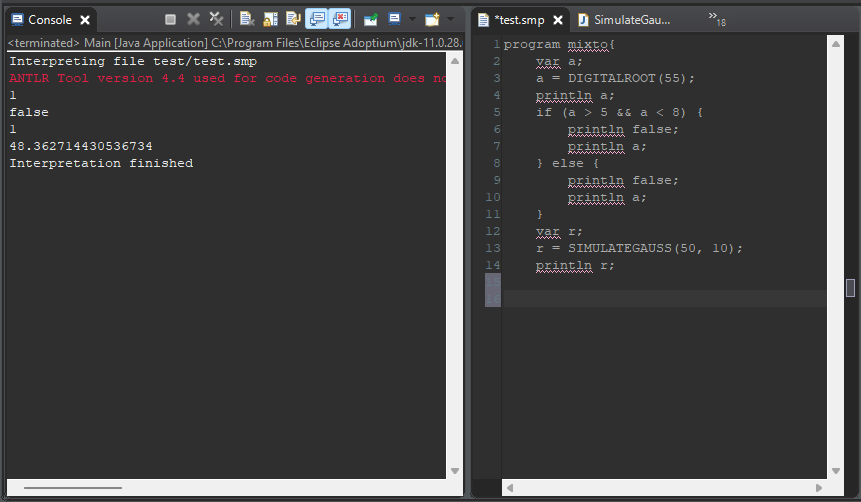 Console
<terminated> Main [Java Application] C:\Program Files\Eclipse Adoptium\jdk-11.0.28.
Interpreting file test/test.smp
ANTLR Tool version 4.4 used for code generation does no
1
false
1
48.362714430536734
Interpretation finished
*test.smp
SimulateGau...
»18
1 program mixto{
2 var a;
3 a = DIGITALROOT(55);
4 println a;
5 if (a > 5 && a < 8) {
6 println false;
7 println a;
8 } else {
9 println false;
10 println a;
11 }
12 var r;
13 r = SIMULATEGAUSS(50, 10);
14 println r;
15
16